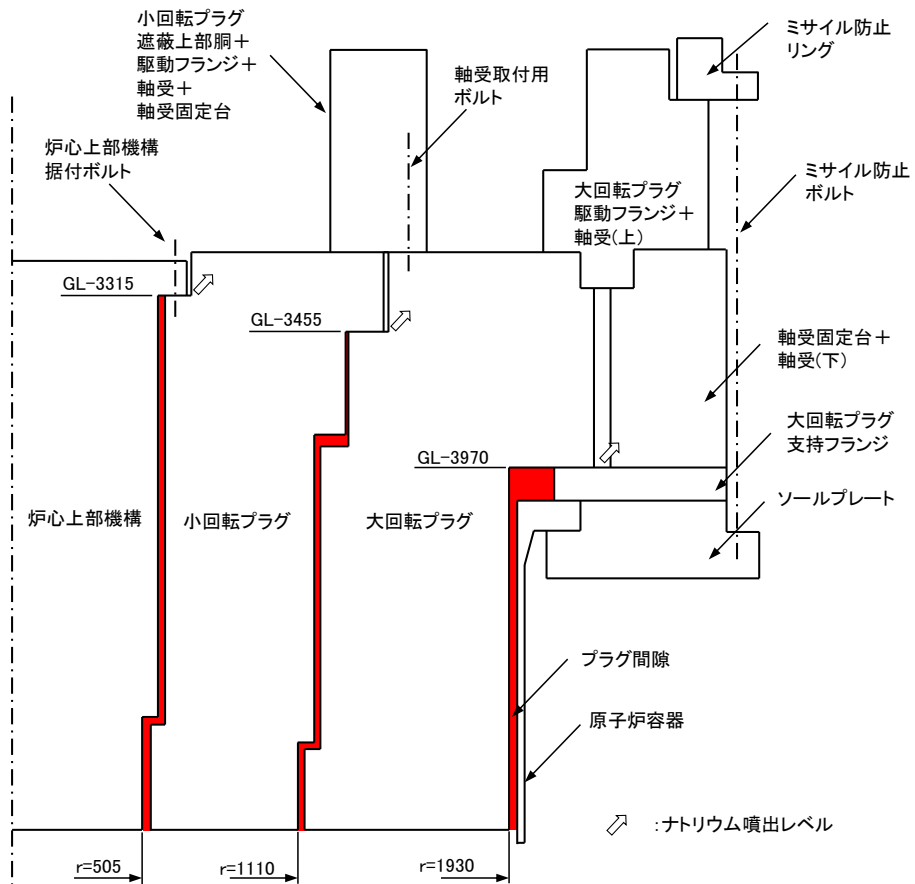 小回転プラグ
遮蔽上部胴＋
駆動フランジ＋
軸受＋
軸受固定台
ミサイル防止
リング
軸受取付用
ボルト
炉心上部機構
据付ボルト
ミサイル防止
ボルト
大回転プラグ
駆動フランジ＋
軸受(上)
GL-3315
GL-3455
軸受固定台＋
軸受(下)
大回転プラグ
支持フランジ
GL-3970
ソールプレート
炉心上部機構
小回転プラグ
大回転プラグ
プラグ間隙
原子炉容器
:ナトリウム噴出レベル
r=505
r=1110
r=1930